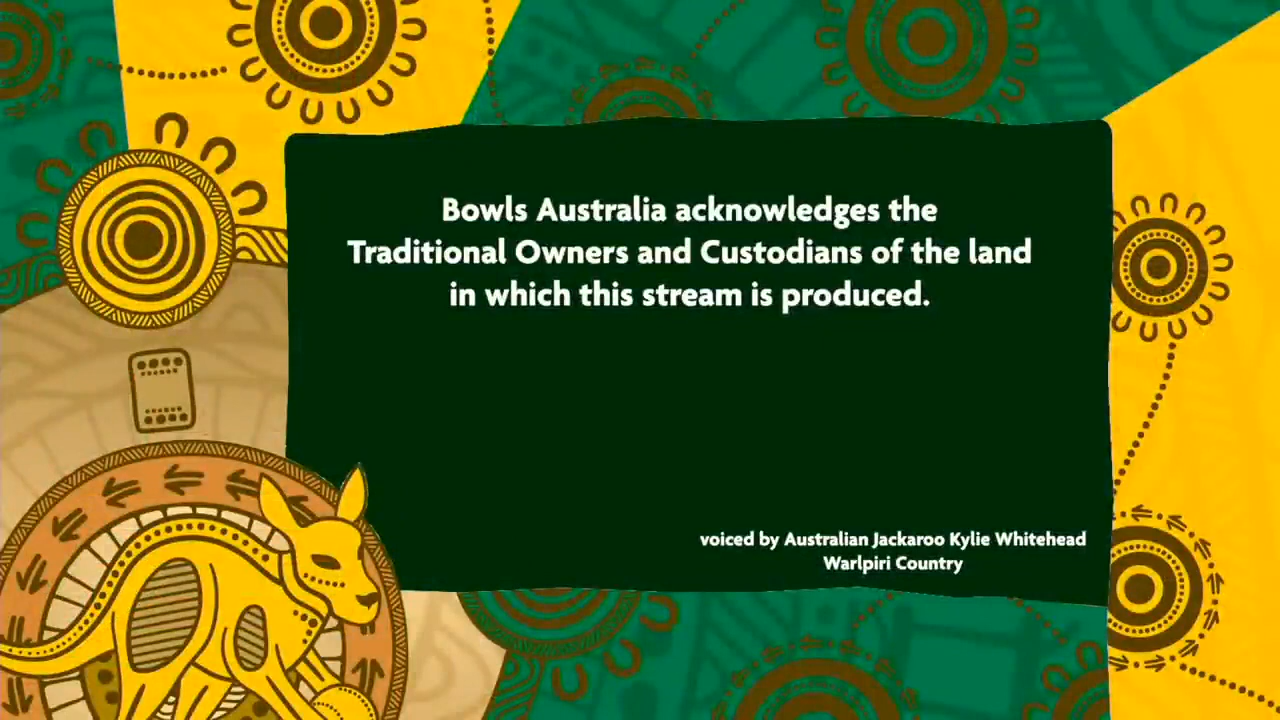 Bowls Australia acknowledges the
Traditional Owners and Custodians of the land
in which this stream is produced.
voiced by Australian Jackaroo Kylie Whitehead
Warlpiri Country